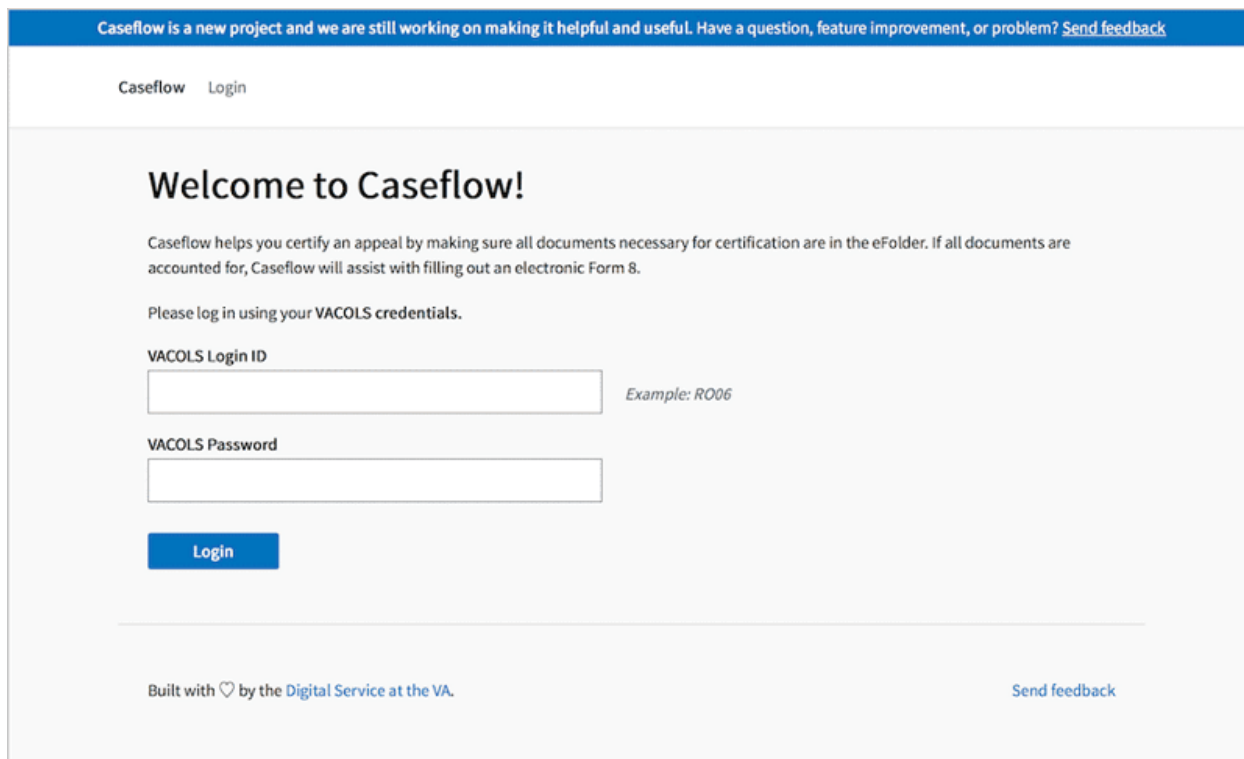 Caseflow is a new project and we are still working on making it helpful and useful. Have a question, feature improvement, or problem? Send feedback
Caseflow Login
Welcome to Caseflow!
Caseflow helps you certify an appeal by making sure all documents necessary for certification are in the eFolder. If all documents are
accounted for, Caseflow will assist with filling out an electronic Form 8.
Please log in using your VACOLS credentials.
VACOLS Login ID
Example: RO06
VACOLS Password
Login
Built with ♡ by the Digital Service at the VA.
Send feedback